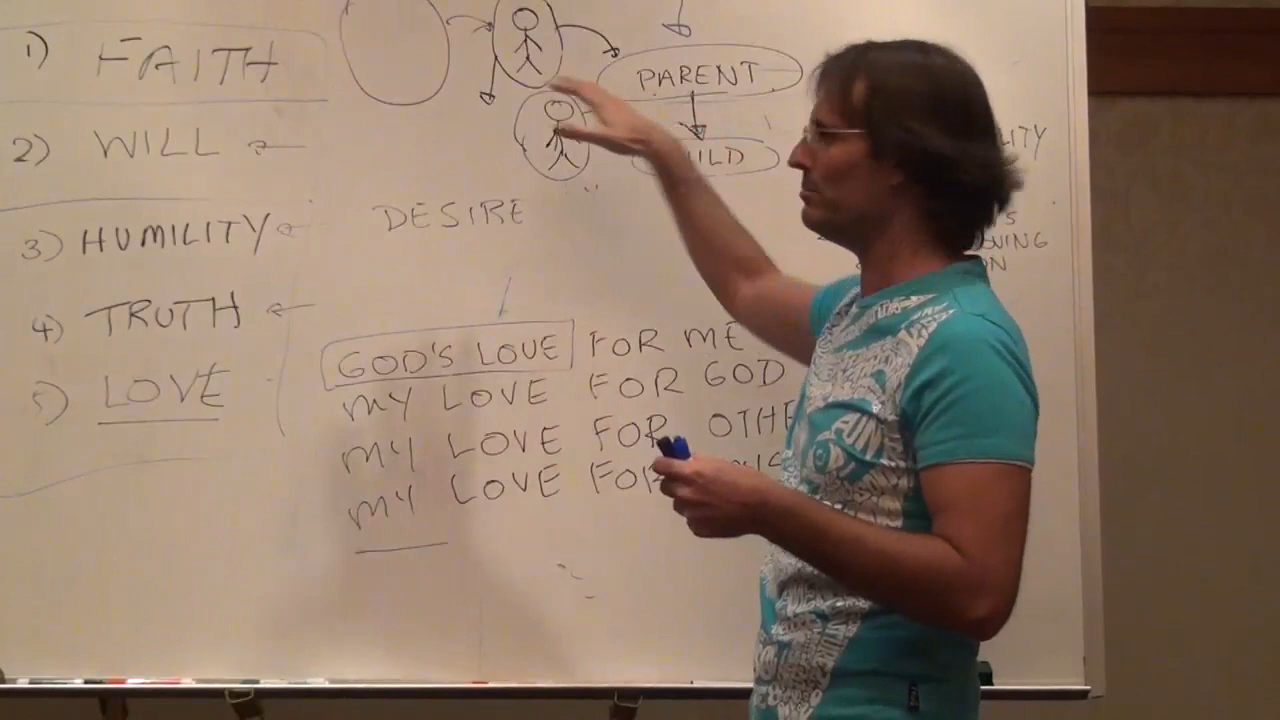 1) FAITH
2) WILL
3) HUMILITY
4) TRUTH
5) LOVE
PARENT
DESIRE
GOD'S LOVE FOR ME
MY LOVE FOR GOD
MY LOVE FOR
MY LOVE FOR